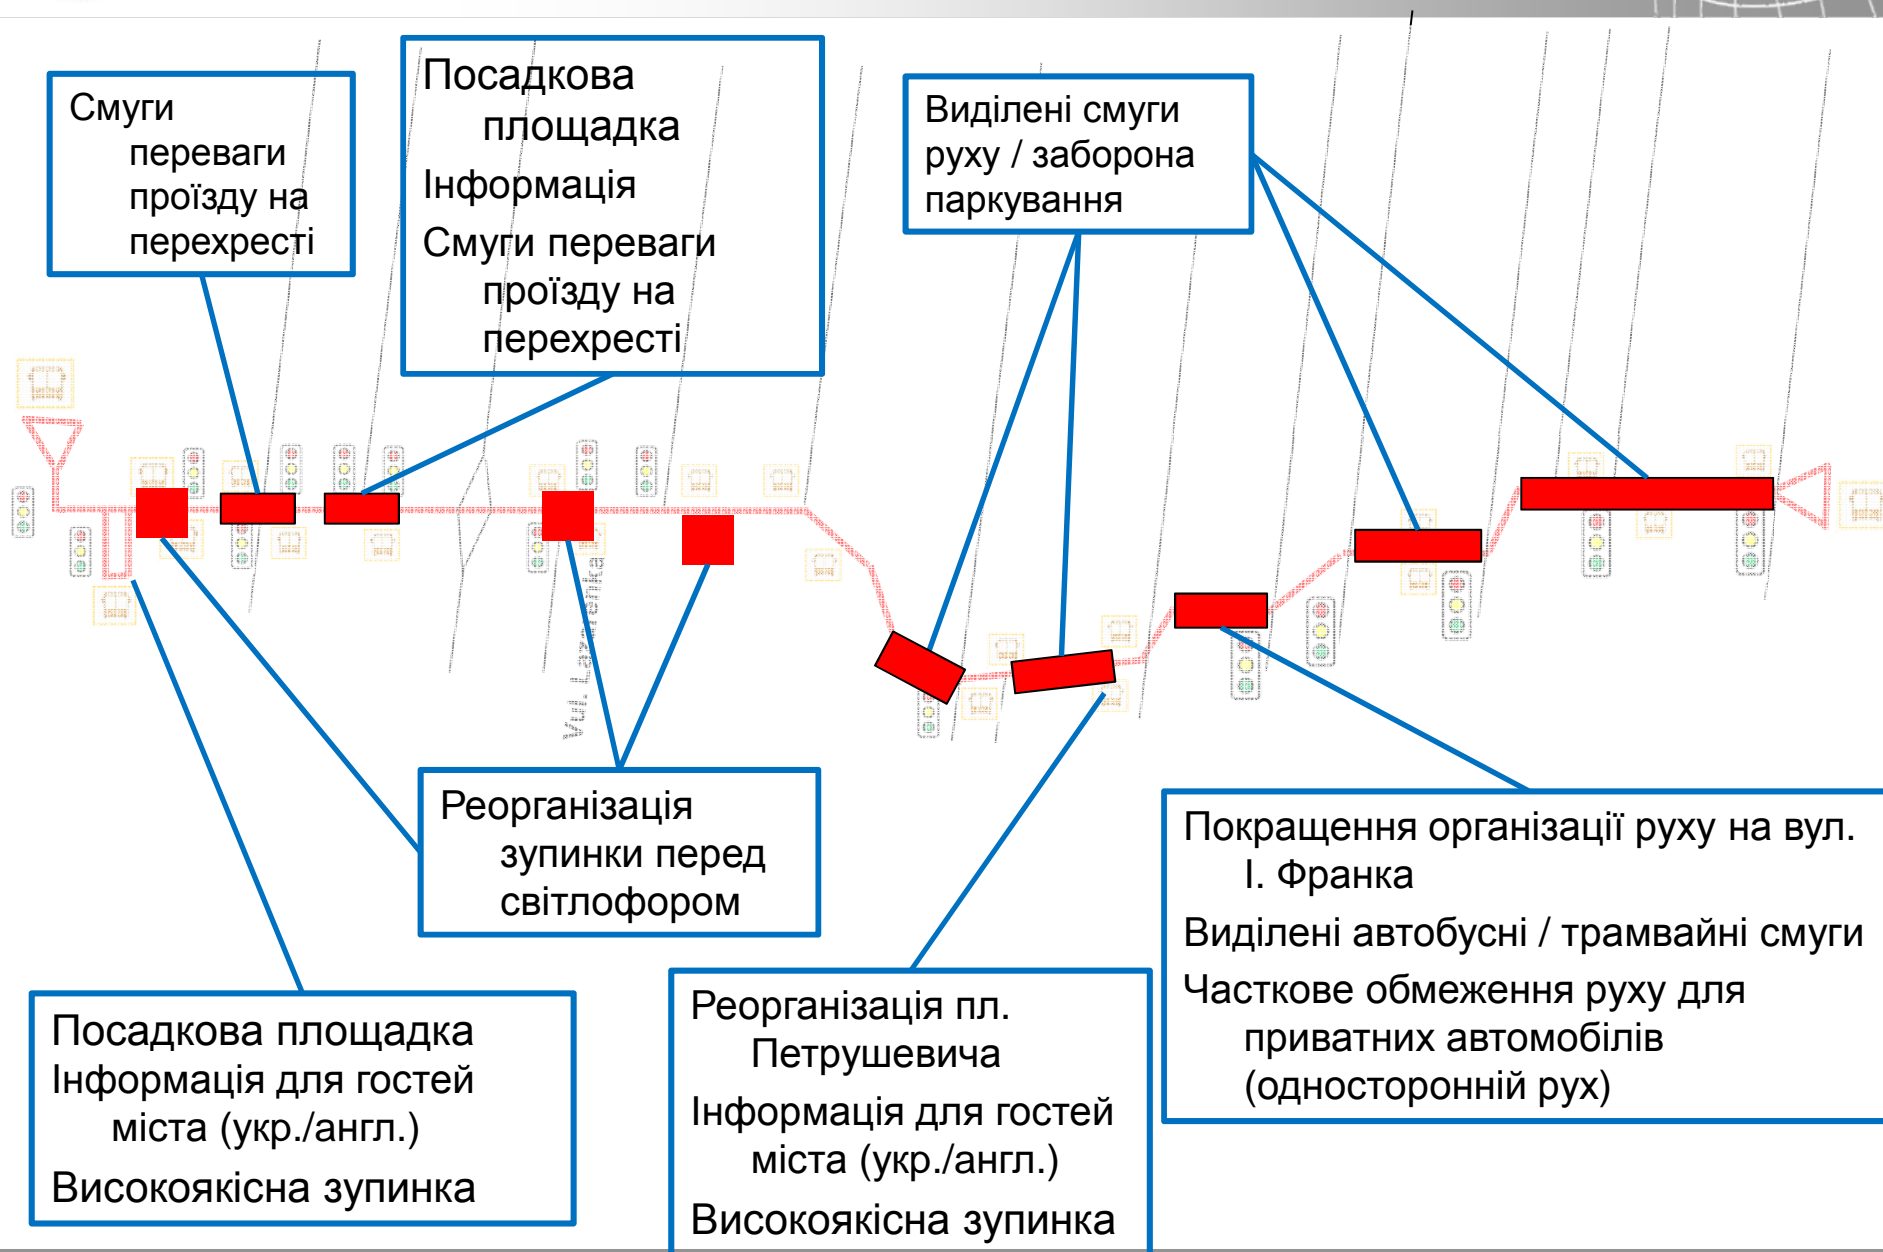 Смуги
переваги
проїзду на
перехресті
Посадкова
площадка
Інформація
Смуги переваги
проїзду на
перехресті
Виділені смуги
руху / заборона
паркування
Реорганізація
зупинки перед
світлофором
Посадкова площадка
Інформація для гостей
міста (укр./англ.)
Високоякісна зупинка
Реорганізація пл.
Петрушевича
Інформація для гостей
міста (укр./англ.)
Високоякісна зупинка
Покращення організації руху на вул.
І. Франка
Виділені автобусні / трамвайні смуги
Часткове обмеження руху для
приватних автомобілів
(односторонній рух)